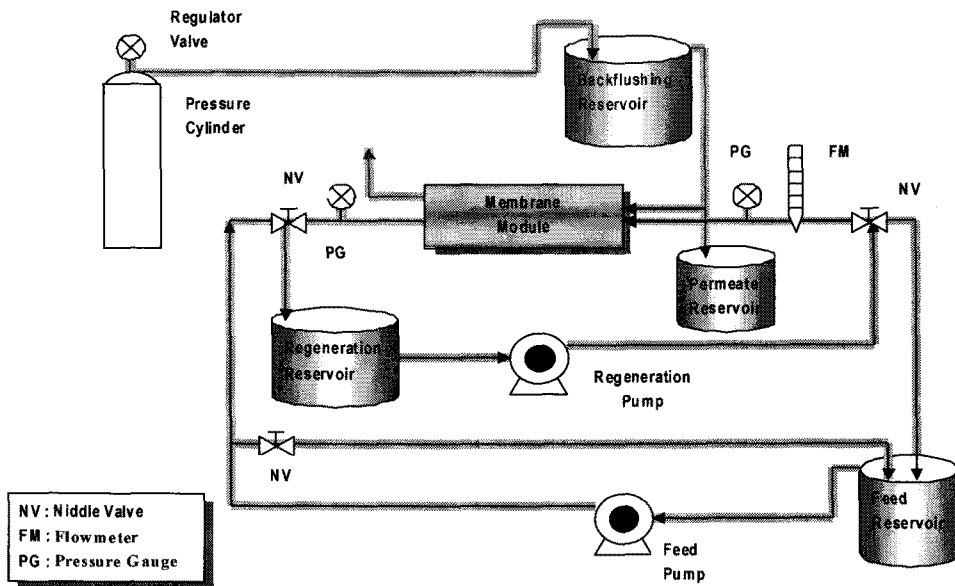 Regulator
Valve
Pressure
Cylinder
Backflushing
Reservoir
PG
FM
NV
NV
PG
Membrane
Module
Permeate
Reservoir
Regeneration
Reservoir
Regeneration
Pump
NV
Feed
Reservoir
Feed
Pump
NV : Niddle Valve
FM : Flowmeter
PG : Pressure Gauge